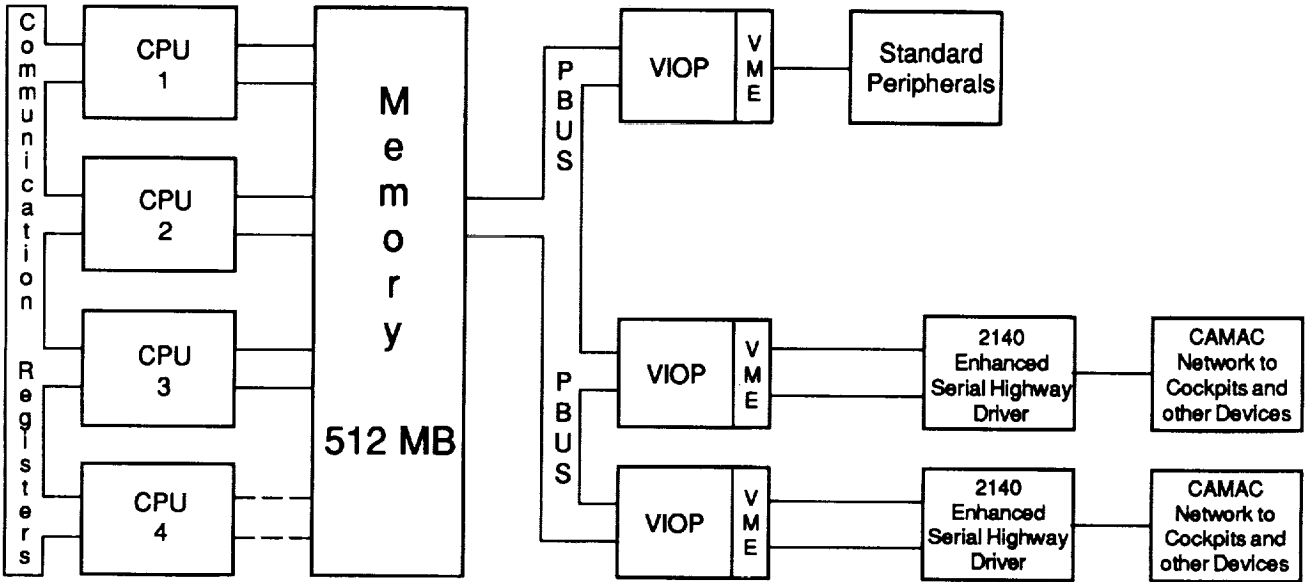 Communication Registers
CPU
1
CPU
2
CPU
3
CPU
4
Memory
512 MB
PBUS
PBUS
VIOP
VME
Standard
Peripherals
VIOP
VME
2140
Enhanced
Serial Highway
Driver
CAMAC
Network to
Cockpits and
other Devices
VIOP
VME
2140
Enhanced
Serial Highway
Driver
CAMAC
Network to
Cockpits and
other Devices